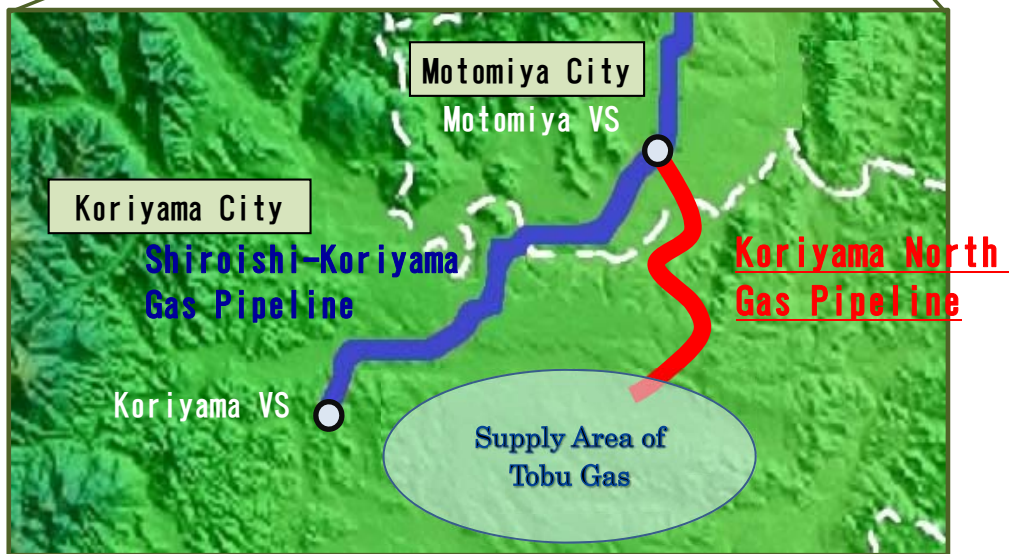 Motomiya City
Motomiya VS
Koriyama City
Shiroishi-Koriyama
Gas Pipeline
Koriyama North
Gas Pipeline
Koriyama VS
Supply Area of
Tobu Gas